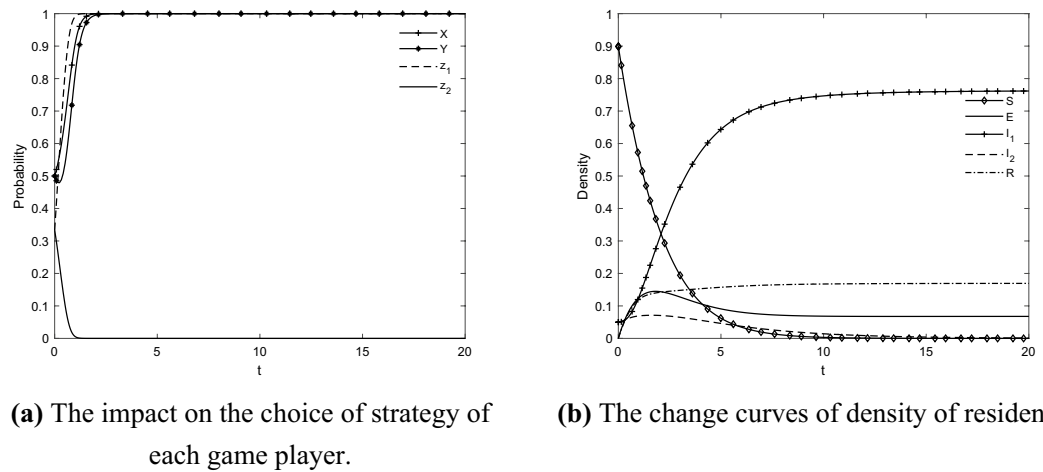 1
0.9
0.8
0.7
0.6
0.5
0.4
0.3
0.2
0.1
0
Probability
X
Y
z1
z2
0 5 10 15 20
t
(a) The impact on the choice of strategy of
each game player.
1
0.9
0.8
0.7
0.6
0.5
0.4
0.3
0.2
0.1
0
Density
S
E
I1
I2
R
0 5 10 15 20
t
(b) The change curves of density of residen